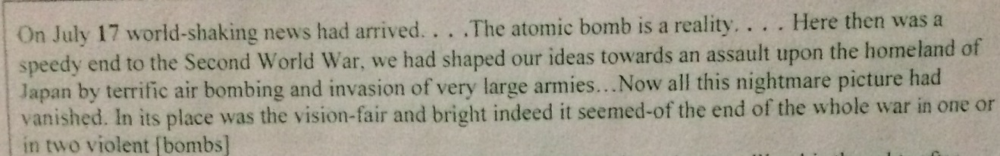 On July 17 world-shaking news had arrived. . . .The atomic bomb is a reality. . . . Here then was a
speedy end to the Second World War, we had shaped our ideas towards an assault upon the homeland of
Japan by terrific air bombing and invasion of very large armies…Now all this nightmare picture had
vanished. In its place was the vision-fair and bright indeed it seemed-of the end of the whole war in one or
in two violent [bombs]